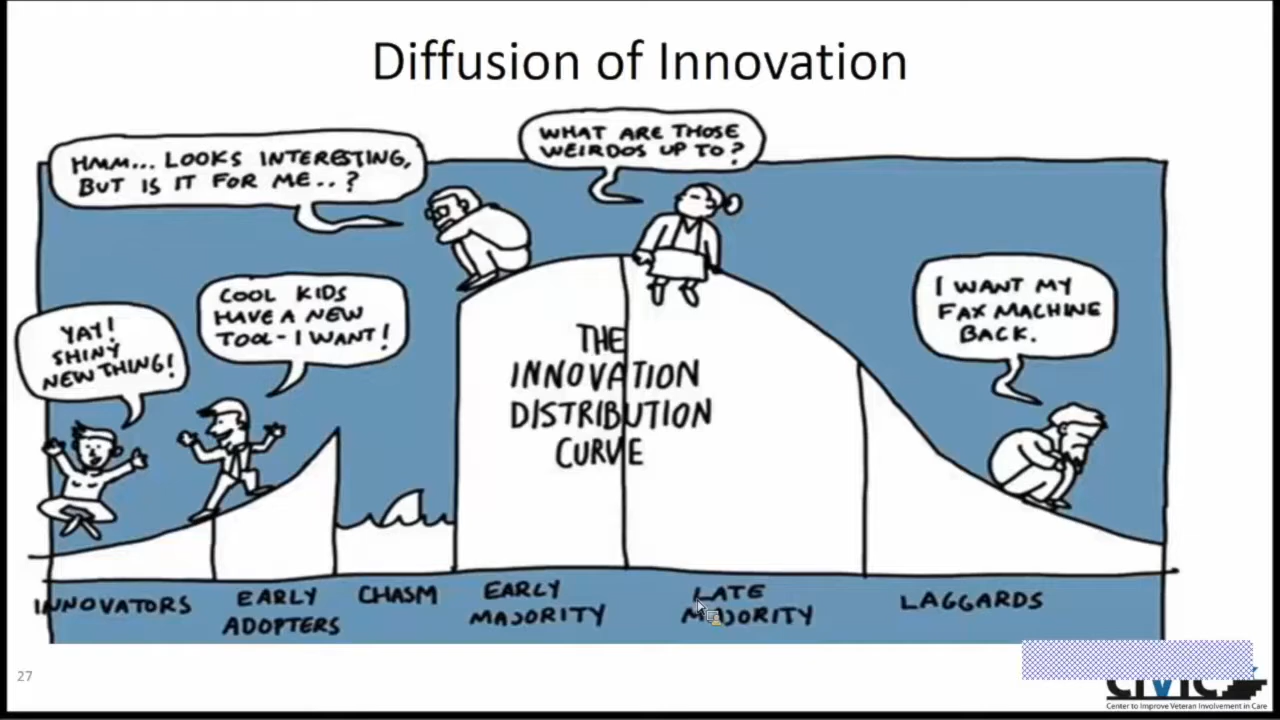 Diffusion of Innovation
HMM... LOOKS INTERESTING,
BUT IS IT FOR ME..?
WHAT ARE THOSE
WEIRDOS UP TO?
YAY!
SHINY
NEW THING!
COOL KIDS
HAVE A NEW
TOOL - I WANT!
I WANT MY
FAX MACHINE
BACK.
THE
INNOVATION
DISTRIBUTION
CURVE
INNOVATORS
EARLY
ADOPTERS
CHASM
EARLY
MAJORITY
LATE
MAJORITY
LAGGARDS
27
CIVIC
Center to Improve Veteran Involvement in Care